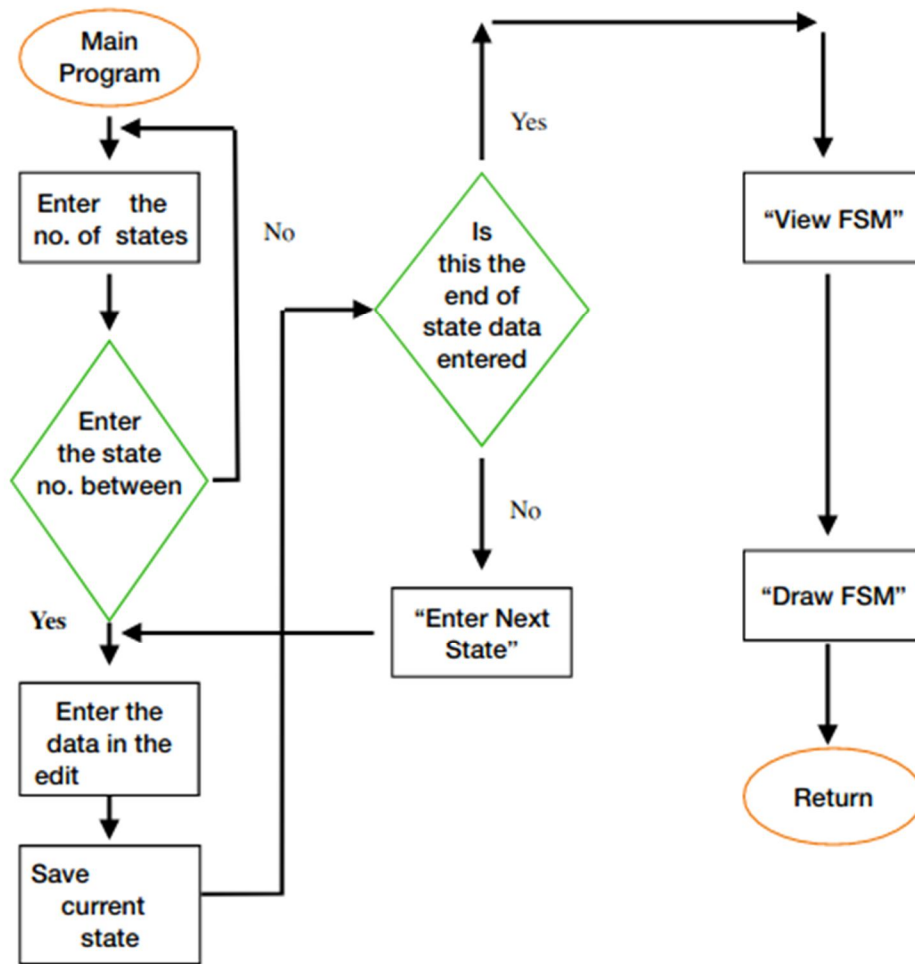 Main
Program
Enter the
no. of states
No
Enter
the state
no. between
Yes
Enter the
data in the
edit
Save
current
state
Yes
Is
this the
end of
state data
entered
No
“Enter Next
State”
“View FSM”
“Draw FSM”
Return